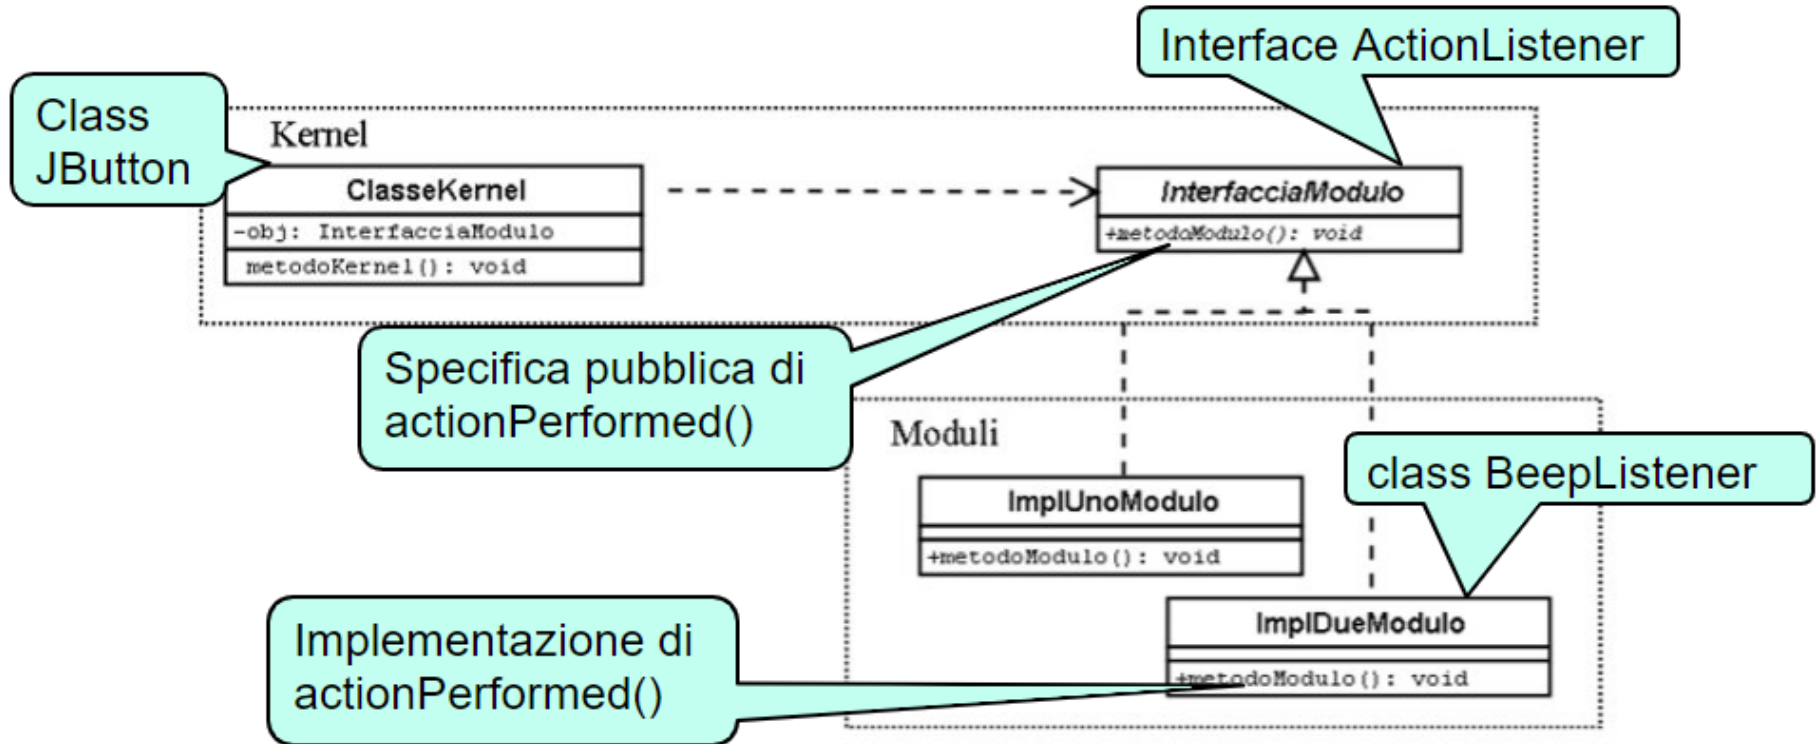 Interface ActionListener
Class
JButton
Kernel
ClasseKernel
-obj: InterfacciaModulo
metodoKernel(): void
InterfacciaModulo
+metodoModulo(): void
Specifica pubblica di
actionPerformed()
Moduli
class BeepListener
ImplUnoModulo
+metodoModulo(): void
ImplDueModulo
+metodoModulo(): void
Implementazione di
actionPerformed()